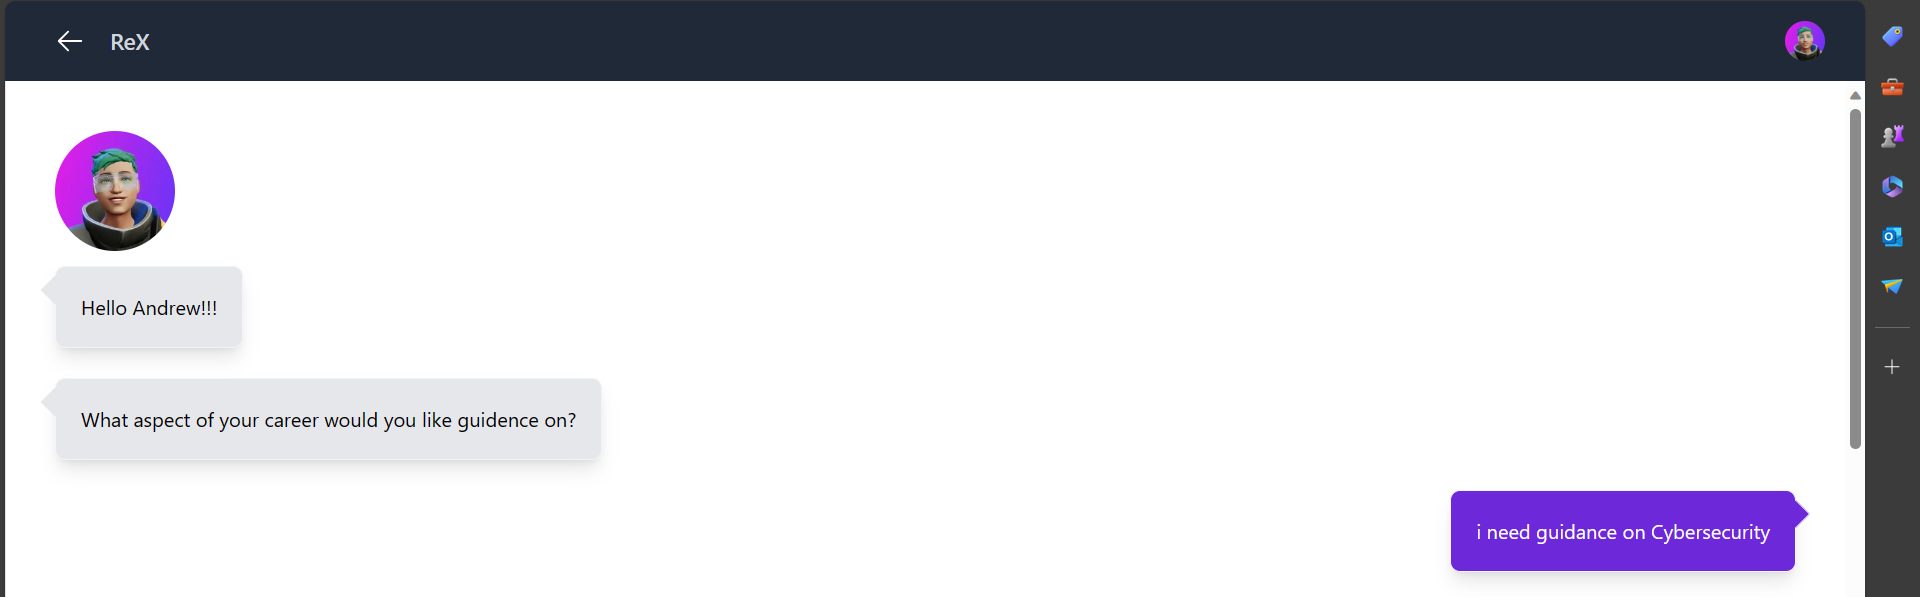 ReX
Hello Andrew!!!
What aspect of your career would you like guidence on?
i need guidance on Cybersecurity